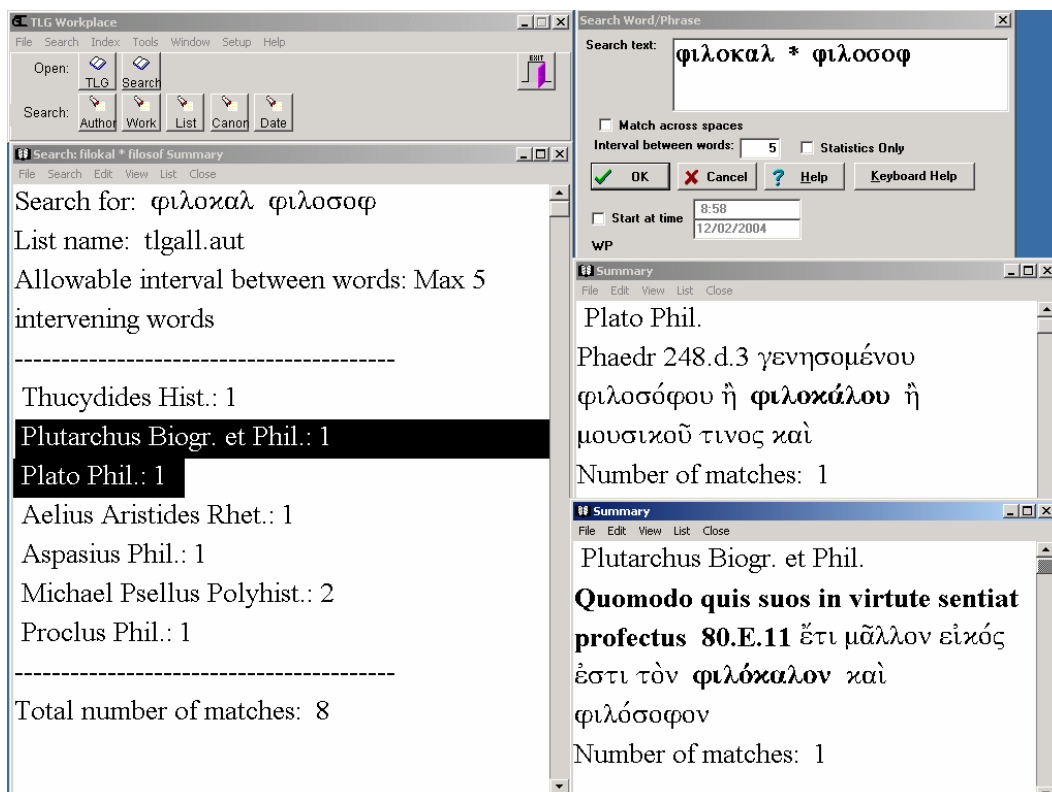 TLG Workplace
File Search Index Tools Window Setup Help
Open:
TLG Search
EXIT
Search:
Author Work List Canon Date
Search: filokal * filosof Summary
File Search Edit View List Close
Search for: φιλοκαλ φιλοσοφ
List name: tlgall.aut
Allowable interval between words: Max 5
intervening words
-----------------------------------------
Thucydides Hist.: 1
Plutarchus Biogr. et Phil.: 1
Plato Phil.: 1
Aelius Aristides Rhet.: 1
Aspasius Phil.: 1
Michael Psellus Polyhist.: 2
Proclus Phil.: 1
-----------------------------------------
Total number of matches: 8
Search Word/Phrase
Search text:
φιλοκαλ * φιλοσοφ
Match across spaces
Interval between words: 5 Statistics Only
OK Cancel ? Help Keyboard Help
Start at time 8:58
12/02/2004
WP
Summary
File Edit View List Close
Plato Phil.
Phaedr 248.d.3 γενησομένου
φιλοσόφου ἢ φιλοκάλου ἢ
μουσικοῦ τινος καὶ
Number of matches: 1
Summary
File Edit View List Close
Plutarchus Biogr. et Phil.
Quomodo quis suos in virtute sentiat
profectus 80.E.11 ἔτι μᾶλλον εἰκός
ἐστι τὸν φιλόκαλον καὶ
φιλόσοφον
Number of matches: 1